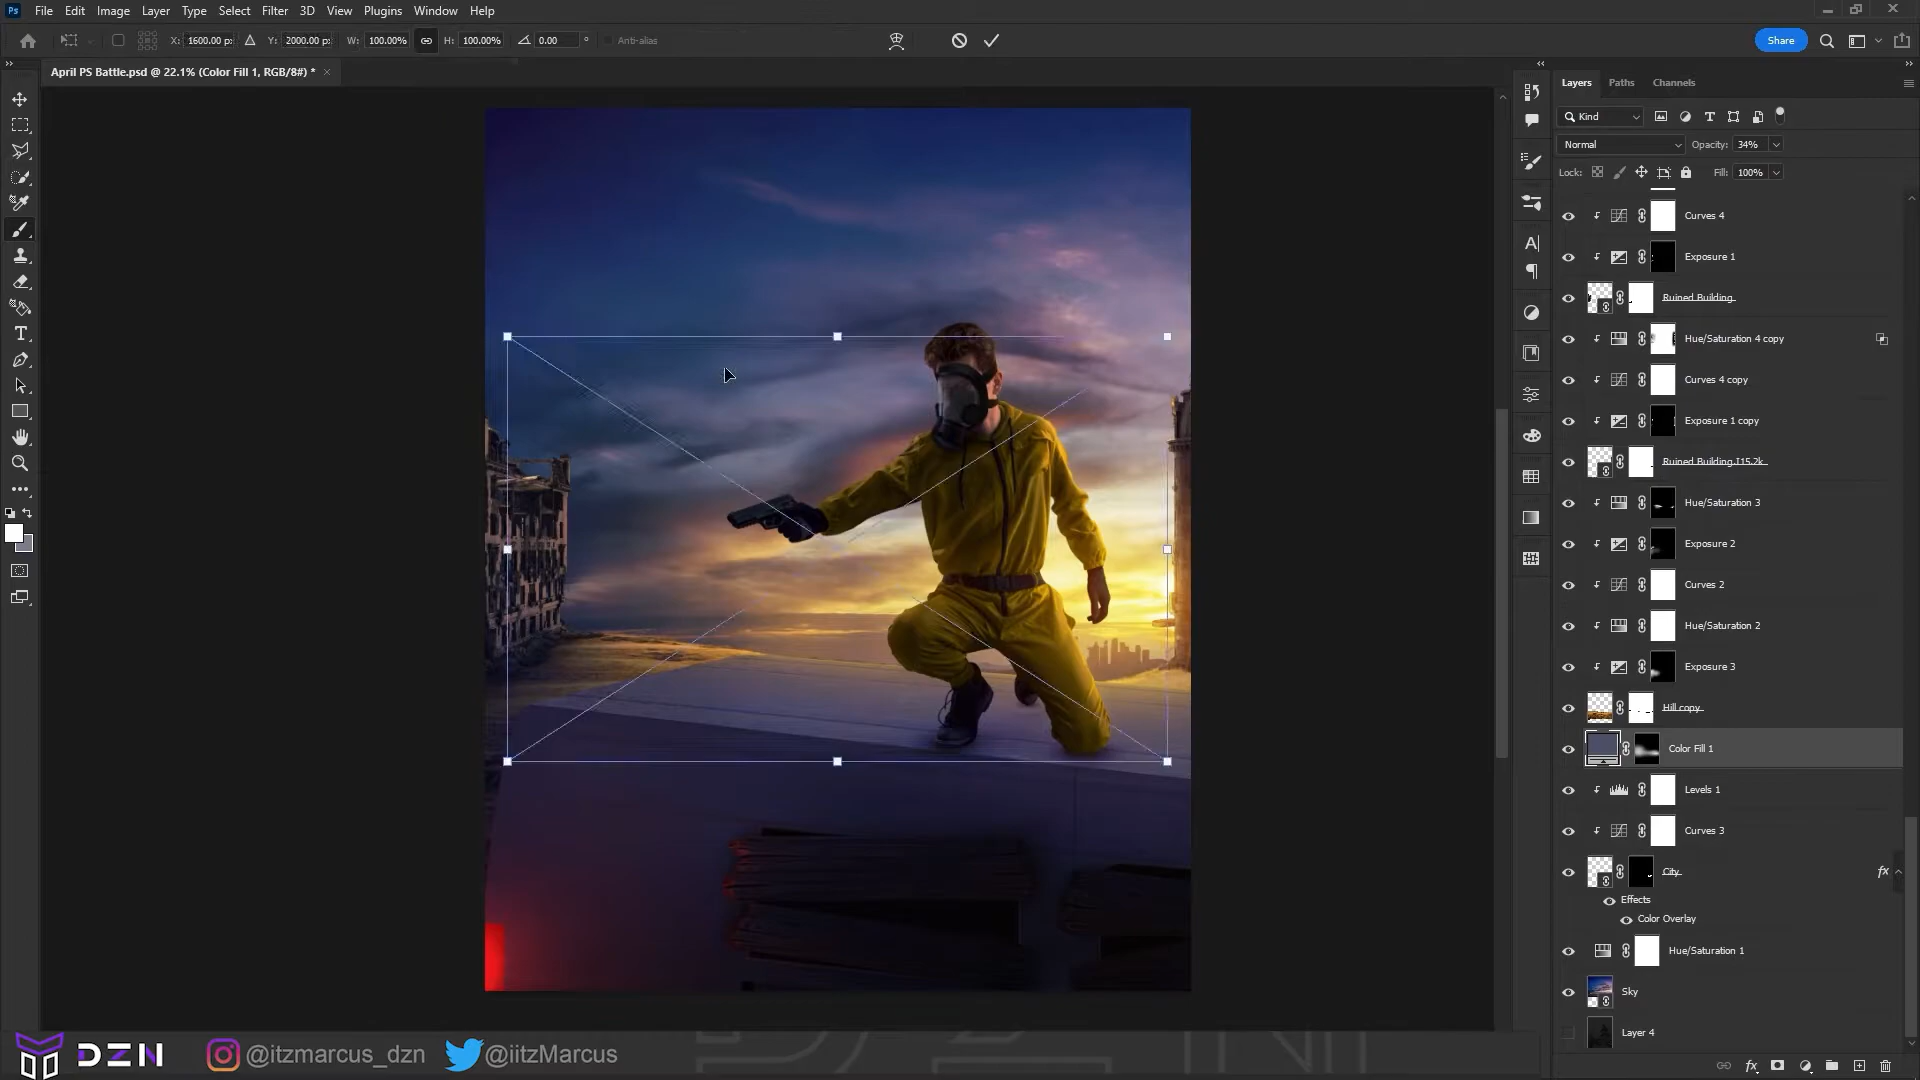 Ps File Edit Image Layer Type Select Filter 3D View Plugins Window Help
X: 1600.00 p: Y: 2000.00 p: W: 100.00% H: 100.00% 0.00 ° Anti-alias Share
April PS Battle.psd @ 22.1% (Color Fill 1, RGB/8#) * ×
Layers Paths Channels
Kind
Normal Opacity: 34%
Lock: Fill: 100%
Curves 4
Exposure 1
Ruined Building
Hue/Saturation 4 copy
Curves 4 copy
Exposure 1 copy
Ruined Building.I15.2k
Hue/Saturation 3
Exposure 2
Curves 2
Hue/Saturation 2
Exposure 3
Hill copy
Color Fill 1
Levels 1
Curves 3
City fx
Effects
Color Overlay
Hue/Saturation 1
Sky
Layer 4
DZN @itzmarcus_dzn @iitzMarcus